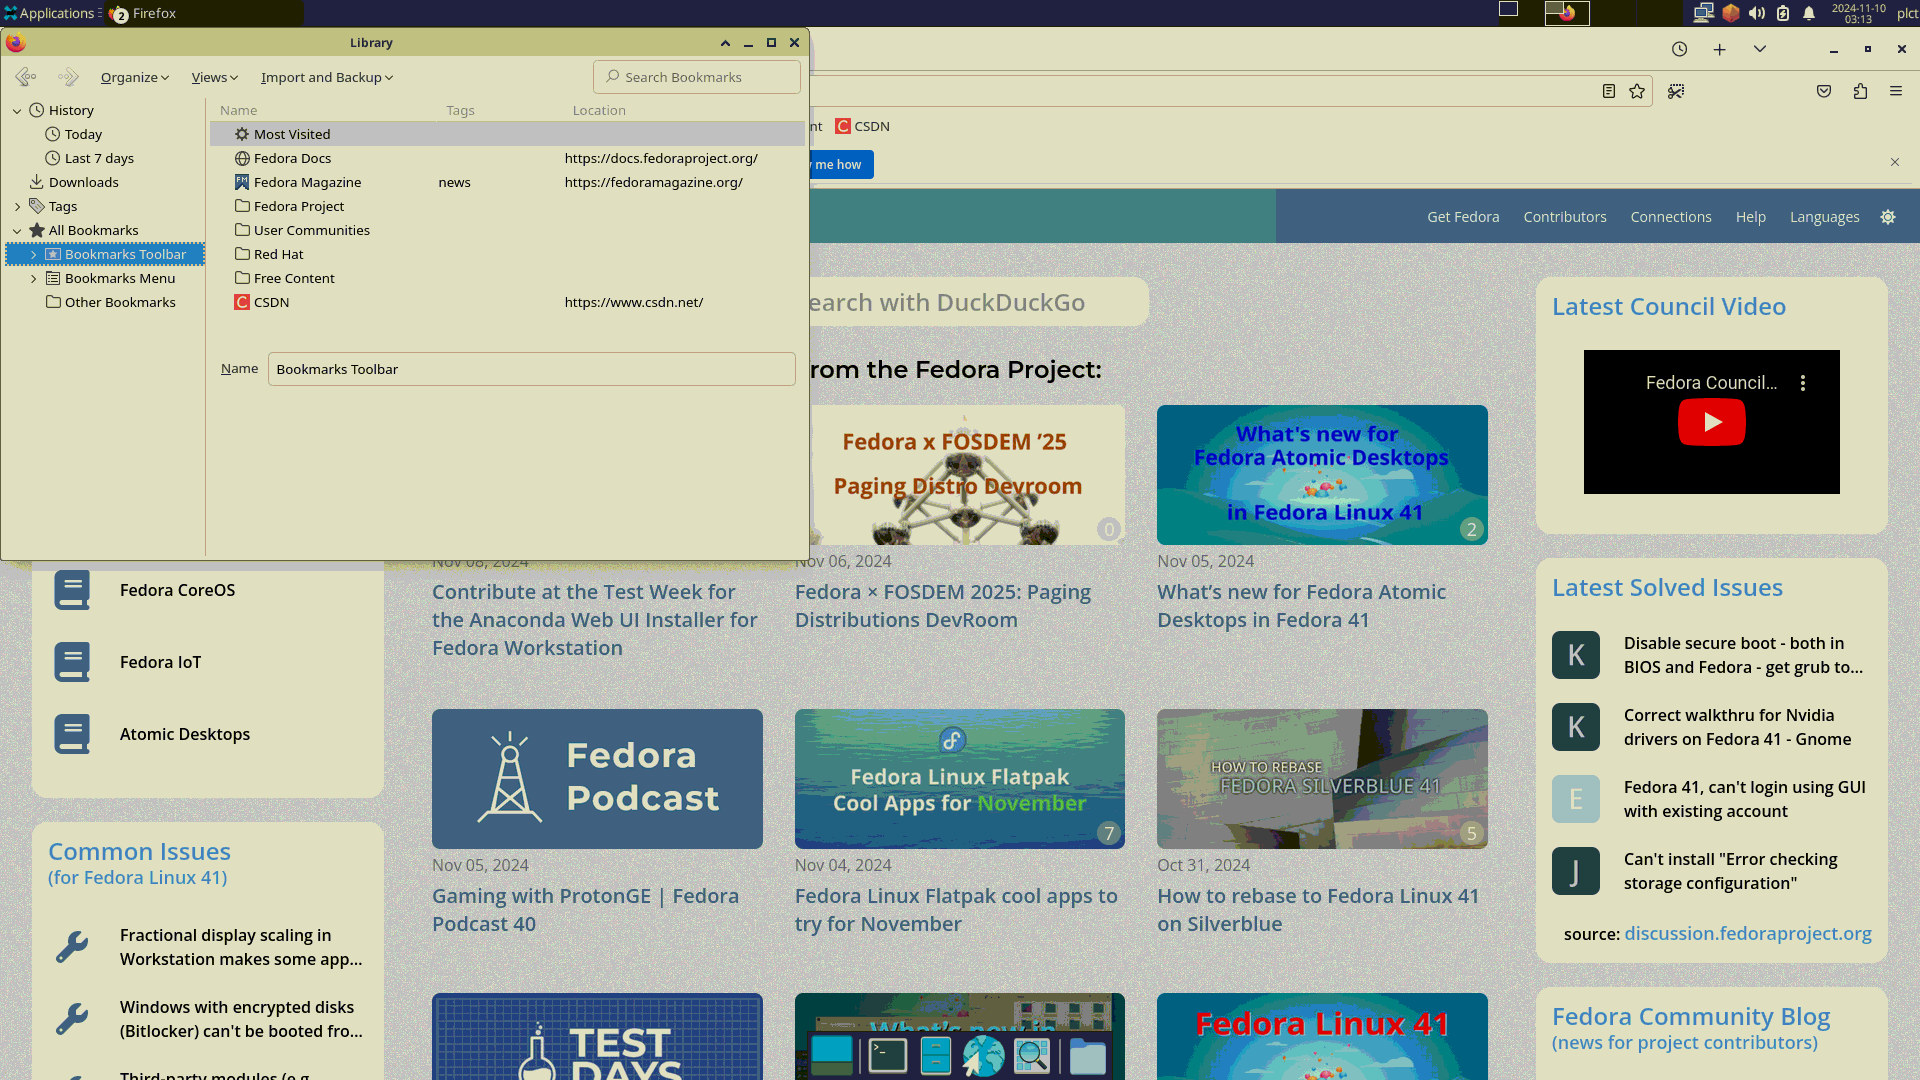 Applications
2
Firefox
2024-11-10
03:13
plct
Library
Organize
Views
Import and Backup
Search Bookmarks
Name Tags Location
History
Today
Last 7 days
Downloads
Tags
All Bookmarks
Bookmarks Toolbar
Bookmarks Menu
Other Bookmarks
Most Visited
Fedora Docs https://docs.fedoraproject.org/
FM Fedora Magazine news https://fedoramagazine.org/
Fedora Project
User Communities
Red Hat
Free Content
C CSDN https://www.csdn.net/
Name Bookmarks Toolbar
nt
C CSDN
me how
Get Fedora Contributors Connections Help Languages
earch with DuckDuckGo
rom the Fedora Project:
Fedora x FOSDEM ’25
Paging Distro Devroom
0
What's new for
Fedora Atomic Desktops
in Fedora Linux 41
2
Nov 08, 2024
Contribute at the Test Week for
the Anaconda Web UI Installer for
Fedora Workstation
Nov 06, 2024
Fedora × FOSDEM 2025: Paging
Distributions DevRoom
Nov 05, 2024
What’s new for Fedora Atomic
Desktops in Fedora 41
Fedora
Podcast
Nov 05, 2024
Gaming with ProtonGE | Fedora
Podcast 40
Fedora Linux Flatpak
Cool Apps for November
7
Nov 04, 2024
Fedora Linux Flatpak cool apps to
try for November
HOW TO REBASE
FEDORA SILVERBLUE 41
5
Oct 31, 2024
How to rebase to Fedora Linux 41
on Silverblue
TEST
DAYS
What's new in
Fedora Linux 41
Fedora CoreOS
Fedora IoT
Atomic Desktops
Common Issues
(for Fedora Linux 41)
Fractional display scaling in
Workstation makes some app...
Windows with encrypted disks
(Bitlocker) can't be booted fro...
Third-party modules (e.g.
Latest Council Video
Fedora Council...
Latest Solved Issues
K
Disable secure boot - both in
BIOS and Fedora - get grub to...
K
Correct walkthru for Nvidia
drivers on Fedora 41 - Gnome
E
Fedora 41, can't login using GUI
with existing account
J
Can't install "Error checking
storage configuration"
source: discussion.fedoraproject.org
Fedora Community Blog
(news for project contributors)